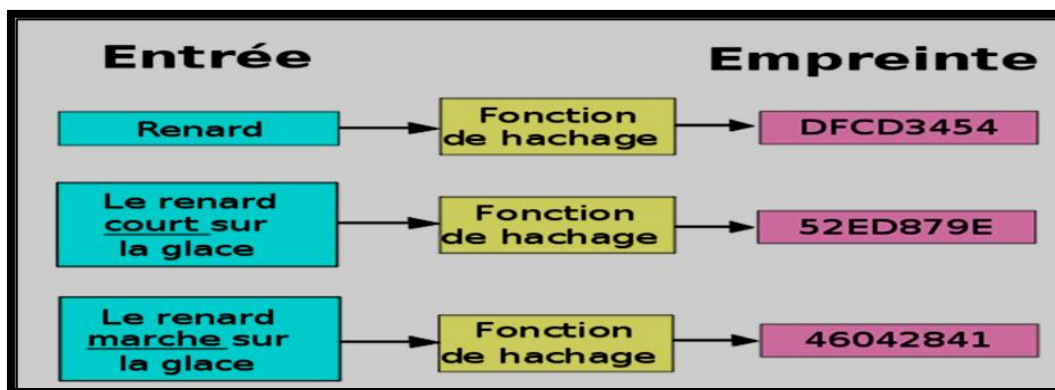 Entrée
Empreinte
Renard
Fonction
de hachage
DFCD3454
Le renard
court sur
la glace
Fonction
de hachage
52ED879E
Le renard
marche sur
la glace
Fonction
de hachage
46042841